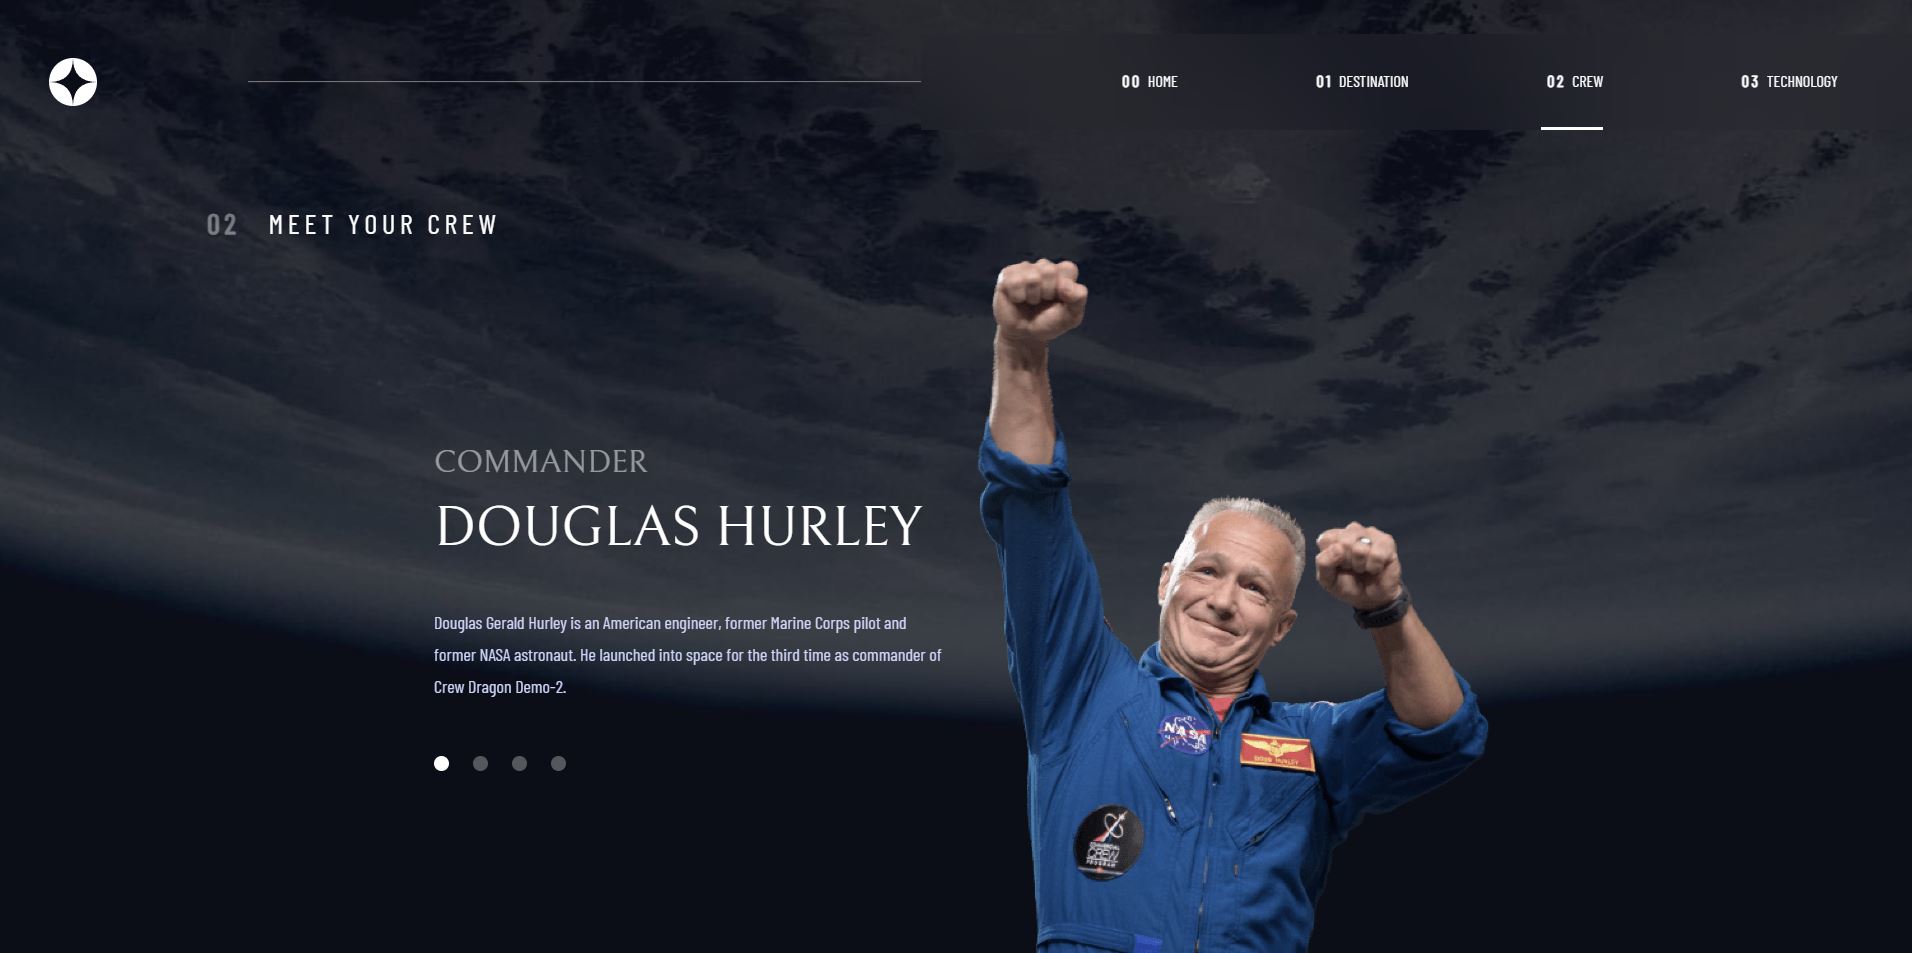 00 HOME
01 DESTINATION
02 CREW
03 TECHNOLOGY
02 MEET YOUR CREW
COMMANDER
DOUGLAS HURLEY
Douglas Gerald Hurley is an American engineer, former Marine Corps pilot and
former NASA astronaut. He launched into space for the third time as commander of
Crew Dragon Demo-2.
NASA
DOUG HURLEY
COMMERCIAL
CREW
PROGRAM